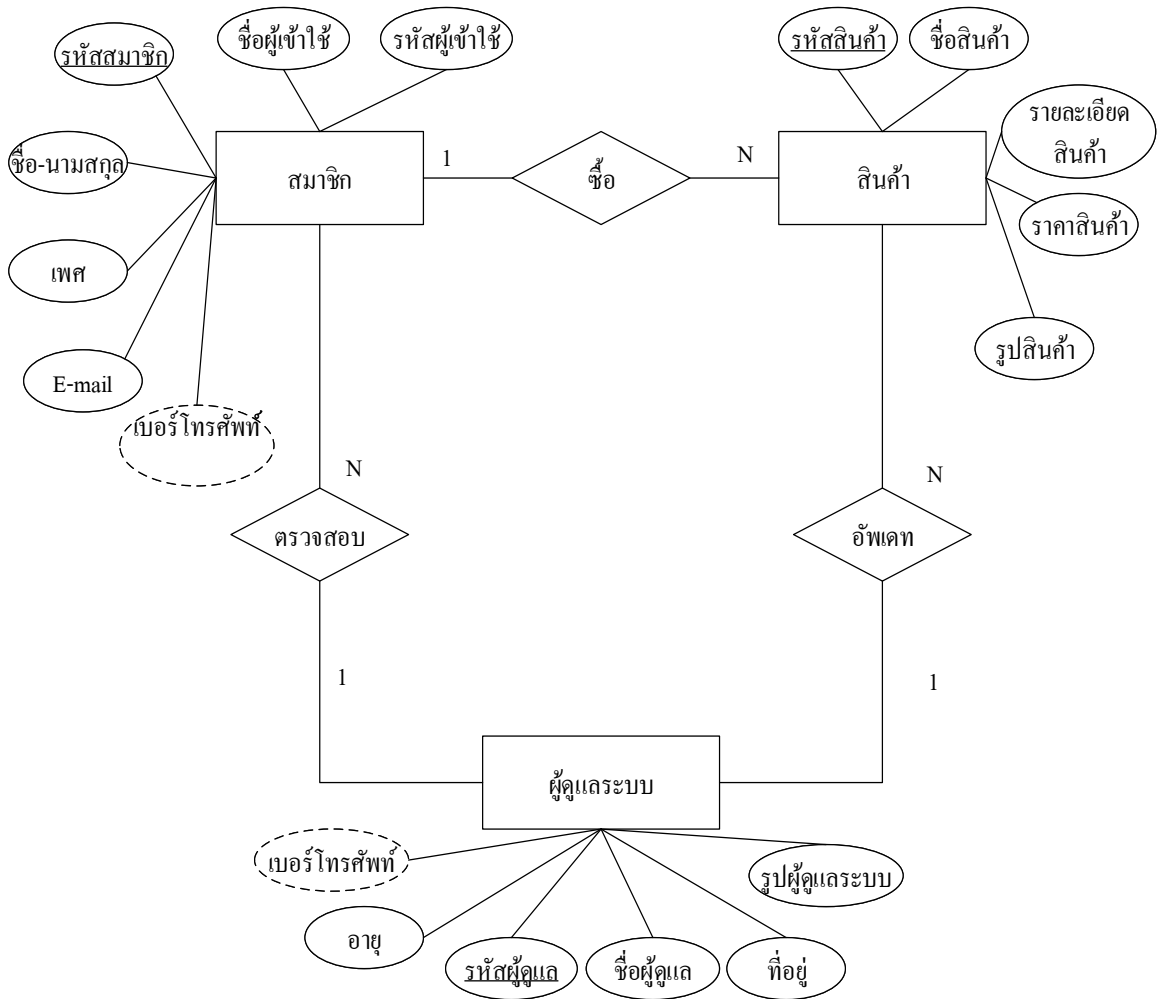 ชื่อผู้เข้าใช้
รหัสผู้เข้าใช้
รหัสสินค้า
ชื่อสินค้า
รหัสสมาชิก
รายละเอียด
สินค้า
ชื่อ-นามสกุล
สมาชิก
1
ซื้อ
N
สินค้า
ราคาสินค้า
เพศ
รูปสินค้า
E-mail
เบอร์โทรศัพท์
N
N
ตรวจสอบ
อัพเดท
1
1
ผู้ดูแลระบบ
เบอร์โทรศัพท์
รูปผู้ดูแลระบบ
อายุ
รหัสผู้ดูแล
ชื่อผู้ดูแล
ที่อยู่